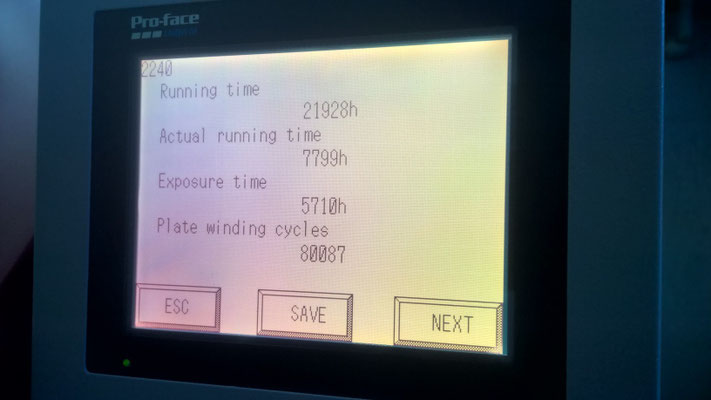 Pro-face
2240
Running time
21928h
Actual running time
7799h
Exposure time
5710h
Plate winding cycles
80087
ESC SAVE NEXT